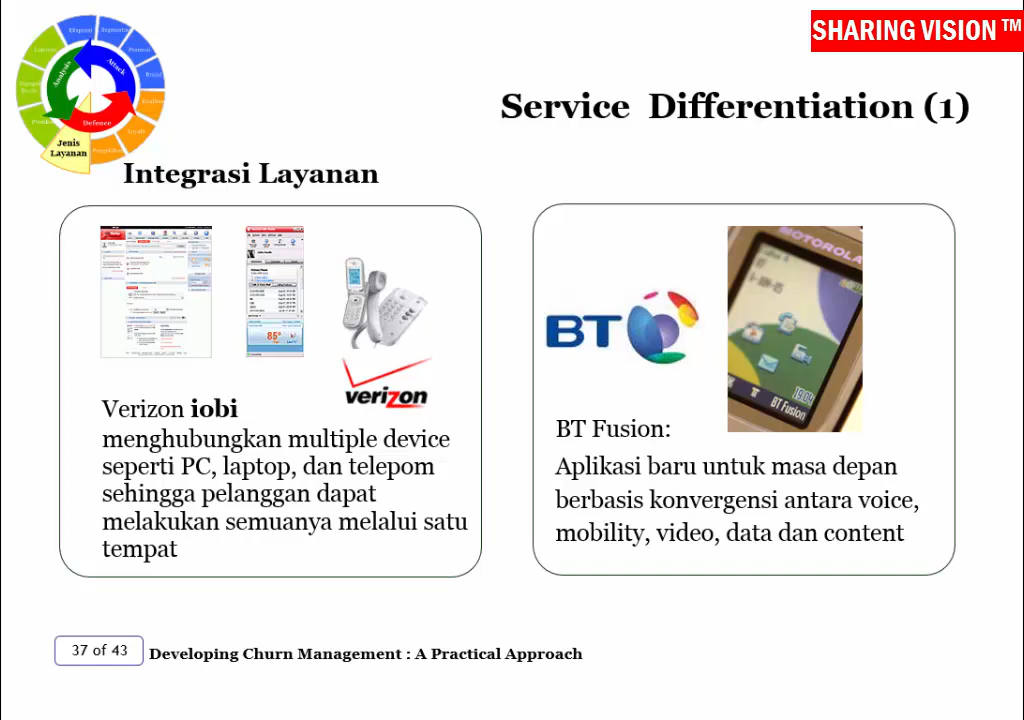 SHARING VISION ™
Service Differentiation (1)
Analysis
Attack
Defence
Jenis
Layanan
Integrasi Layanan
verizon
Verizon iobi
menghubungkan multiple device
seperti PC, laptop, dan telepom
sehingga pelanggan dapat
melakukan semuanya melalui satu
tempat
85°
BT
MOTOROLA
19:04
BT Fusion
BT Fusion:
Aplikasi baru untuk masa depan
berbasis konvergensi antara voice,
mobility, video, data dan content
37 of 43
Developing Churn Management : A Practical Approach